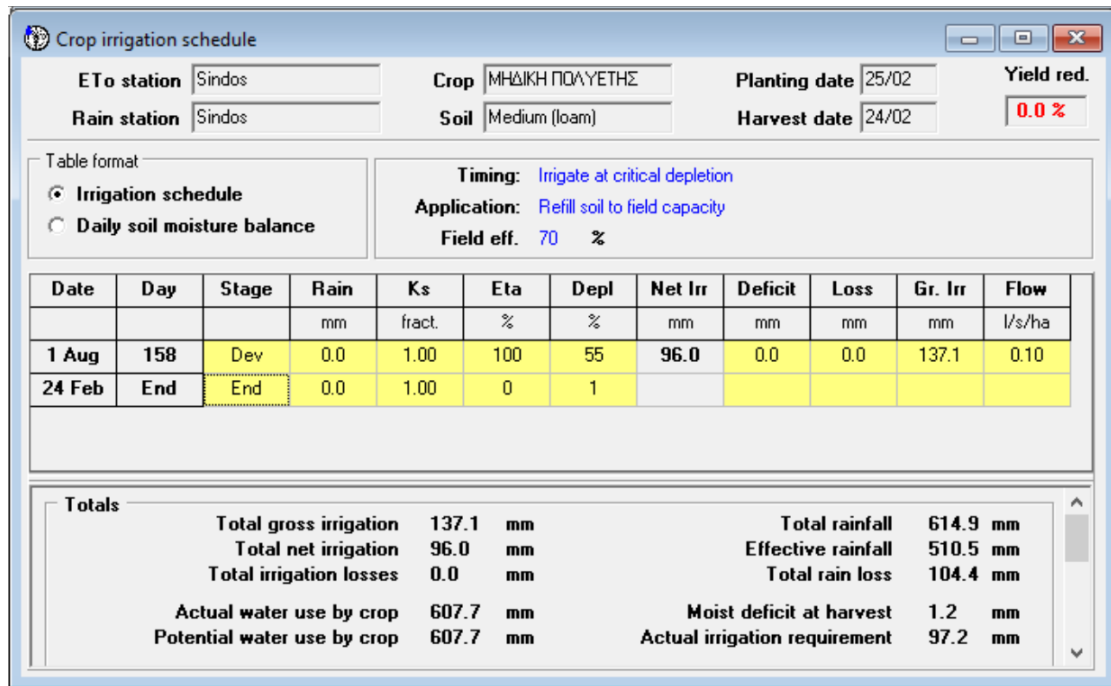 Crop irrigation schedule
ETo station Sindos Crop ΜΗΔΙΚΗ ΠΟΛΥΕΤΗΣ Planting date 25/02 Yield red.
Rain station Sindos Soil Medium (loam) Harvest date 24/02 0.0 %
Table format
Irrigation schedule
Daily soil moisture balance
Timing: Irrigate at critical depletion
Application: Refill soil to field capacity
Field eff. 70 %
Date Day Stage Rain Ks Eta Depl Net Irr Deficit Loss Gr. Irr Flow
mm fract. % % mm mm mm mm l/s/ha
1 Aug 158 Dev 0.0 1.00 100 55 96.0 0.0 0.0 137.1 0.10
24 Feb End End 0.0 1.00 0 1
Totals
Total gross irrigation 137.1 mm Total rainfall 614.9 mm
Total net irrigation 96.0 mm Effective rainfall 510.5 mm
Total irrigation losses 0.0 mm Total rain loss 104.4 mm
Actual water use by crop 607.7 mm Moist deficit at harvest 1.2 mm
Potential water use by crop 607.7 mm Actual irrigation requirement 97.2 mm